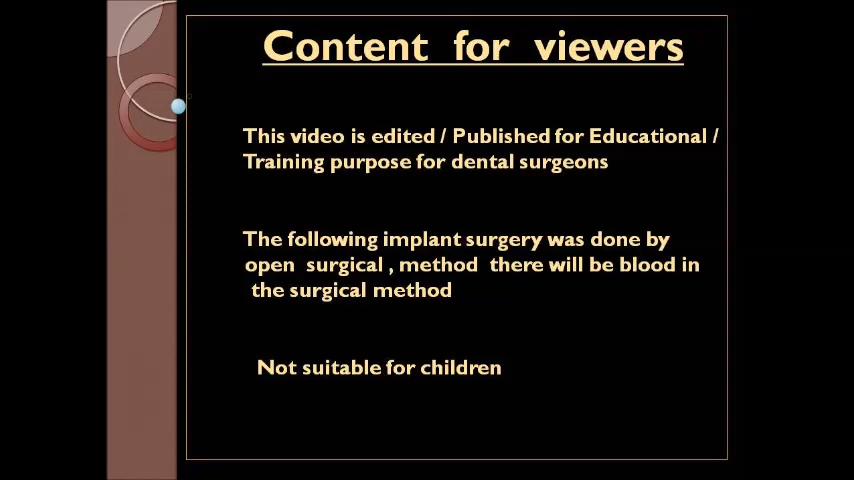 Content for viewers
This video is edited / Published for Educational /
Training purpose for dental surgeons
The following implant surgery was done by
open surgical , method there will be blood in
the surgical method
Not suitable for children